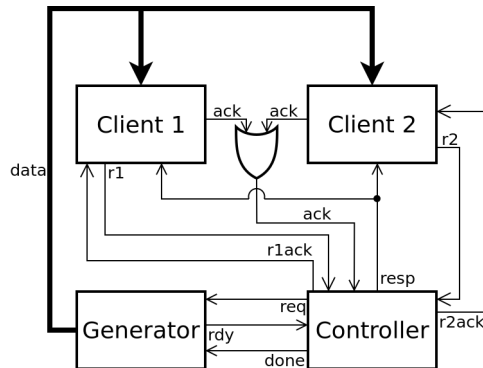 Client 1
ack
ack
Client 2
r2
data
r1
ack
r1ack
resp
req
Generator
rdy
Controller
r2ack
done